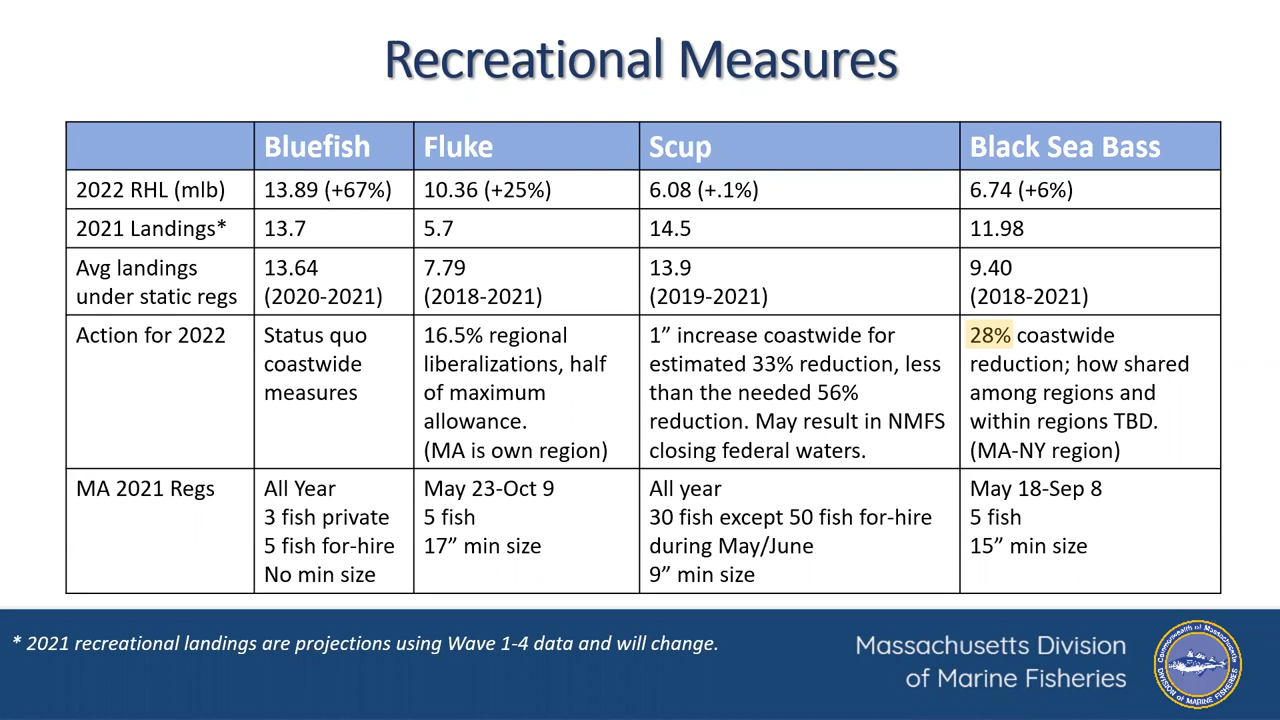 Recreational Measures
Bluefish
Fluke
Scup
Black Sea Bass
2022 RHL (mlb)
13.89 (+67%)
10.36 (+25%)
6.08 (+.1%)
6.74 (+6%)
2021 Landings*
13.7
5.7
14.5
11.98
Avg landings
under static regs
13.64
(2020-2021)
7.79
(2018-2021)
13.9
(2019-2021)
9.40
(2018-2021)
Action for 2022
Status quo
coastwide
measures
16.5% regional
liberalizations, half
of maximum
allowance.
(MA is own region)
1” increase coastwide for
estimated 33% reduction, less
than the needed 56%
reduction. May result in NMFS
closing federal waters.
28% coastwide
reduction; how shared
among regions and
within regions TBD.
(MA-NY region)
MA 2021 Regs
All Year
3 fish private
5 fish for-hire
No min size
May 23-Oct 9
5 fish
17” min size
All year
30 fish except 50 fish for-hire
during May/June
9” min size
May 18-Sep 8
5 fish
15” min size
* 2021 recreational landings are projections using Wave 1-4 data and will change.
Massachusetts Division
of Marine Fisheries
Commonwealth of Massachusetts
DIVISION of MARINE FISHERIES